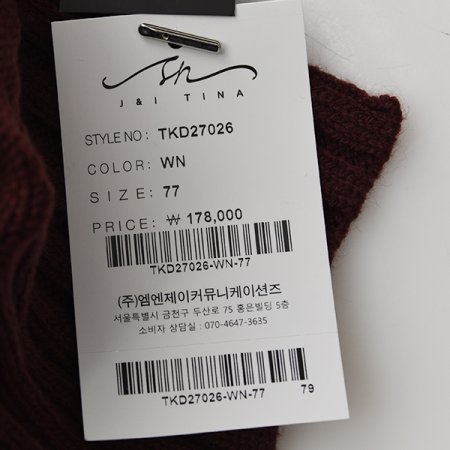 J&I TINA
STYLE NO : TKD27026
COLOR: WN
SIZE: 77
PRICE: ₩ 178,000
TKD27026-WN-77
(주)엠엔제이커뮤니케이션즈
서울특별시 금천구 두산로 75 홍은빌딩 5층
소비자 상담실 : 070-4647-3635
TKD27026-WN-77 79